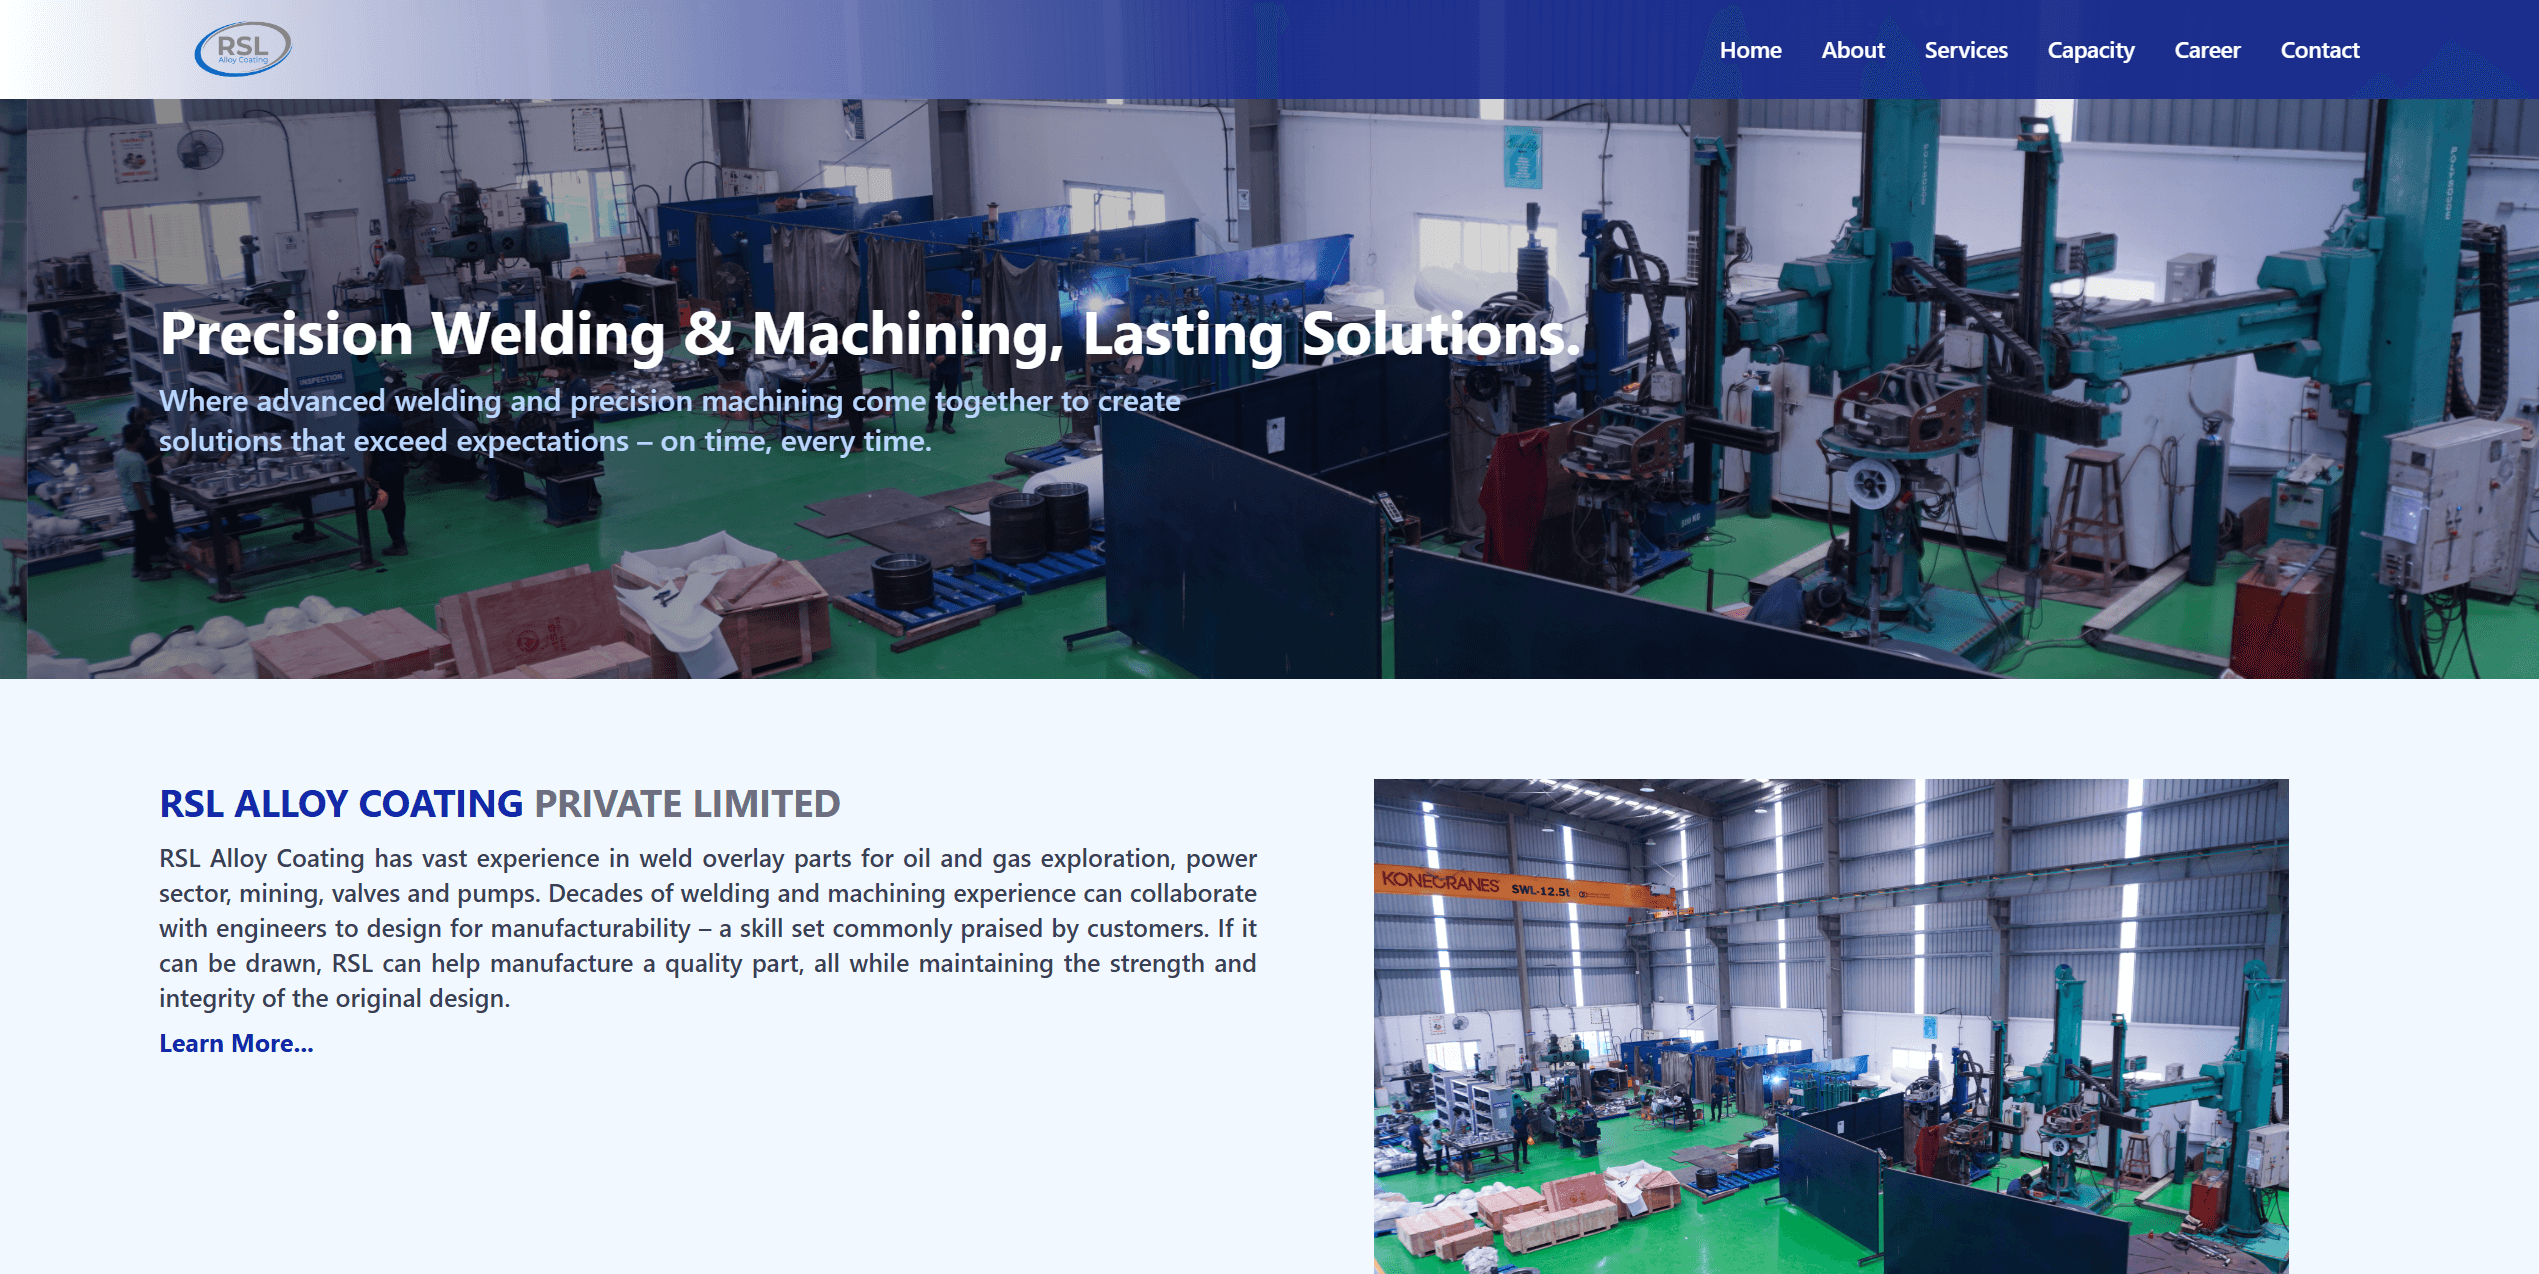 RSL
Alloy Coating
Home About Services Capacity Career Contact
INSPECTION
Precision Welding & Machining, Lasting Solutions.
Where advanced welding and precision machining come together to create
solutions that exceed expectations – on time, every time.
RSL ALLOY COATING PRIVATE LIMITED
RSL Alloy Coating has vast experience in weld overlay parts for oil and gas exploration, power
sector, mining, valves and pumps. Decades of welding and machining experience can collaborate
with engineers to design for manufacturability – a skill set commonly praised by customers. If it
can be drawn, RSL can help manufacture a quality part, all while maintaining the strength and
integrity of the original design.
Learn More...
KONECRANES SWL-12.5t